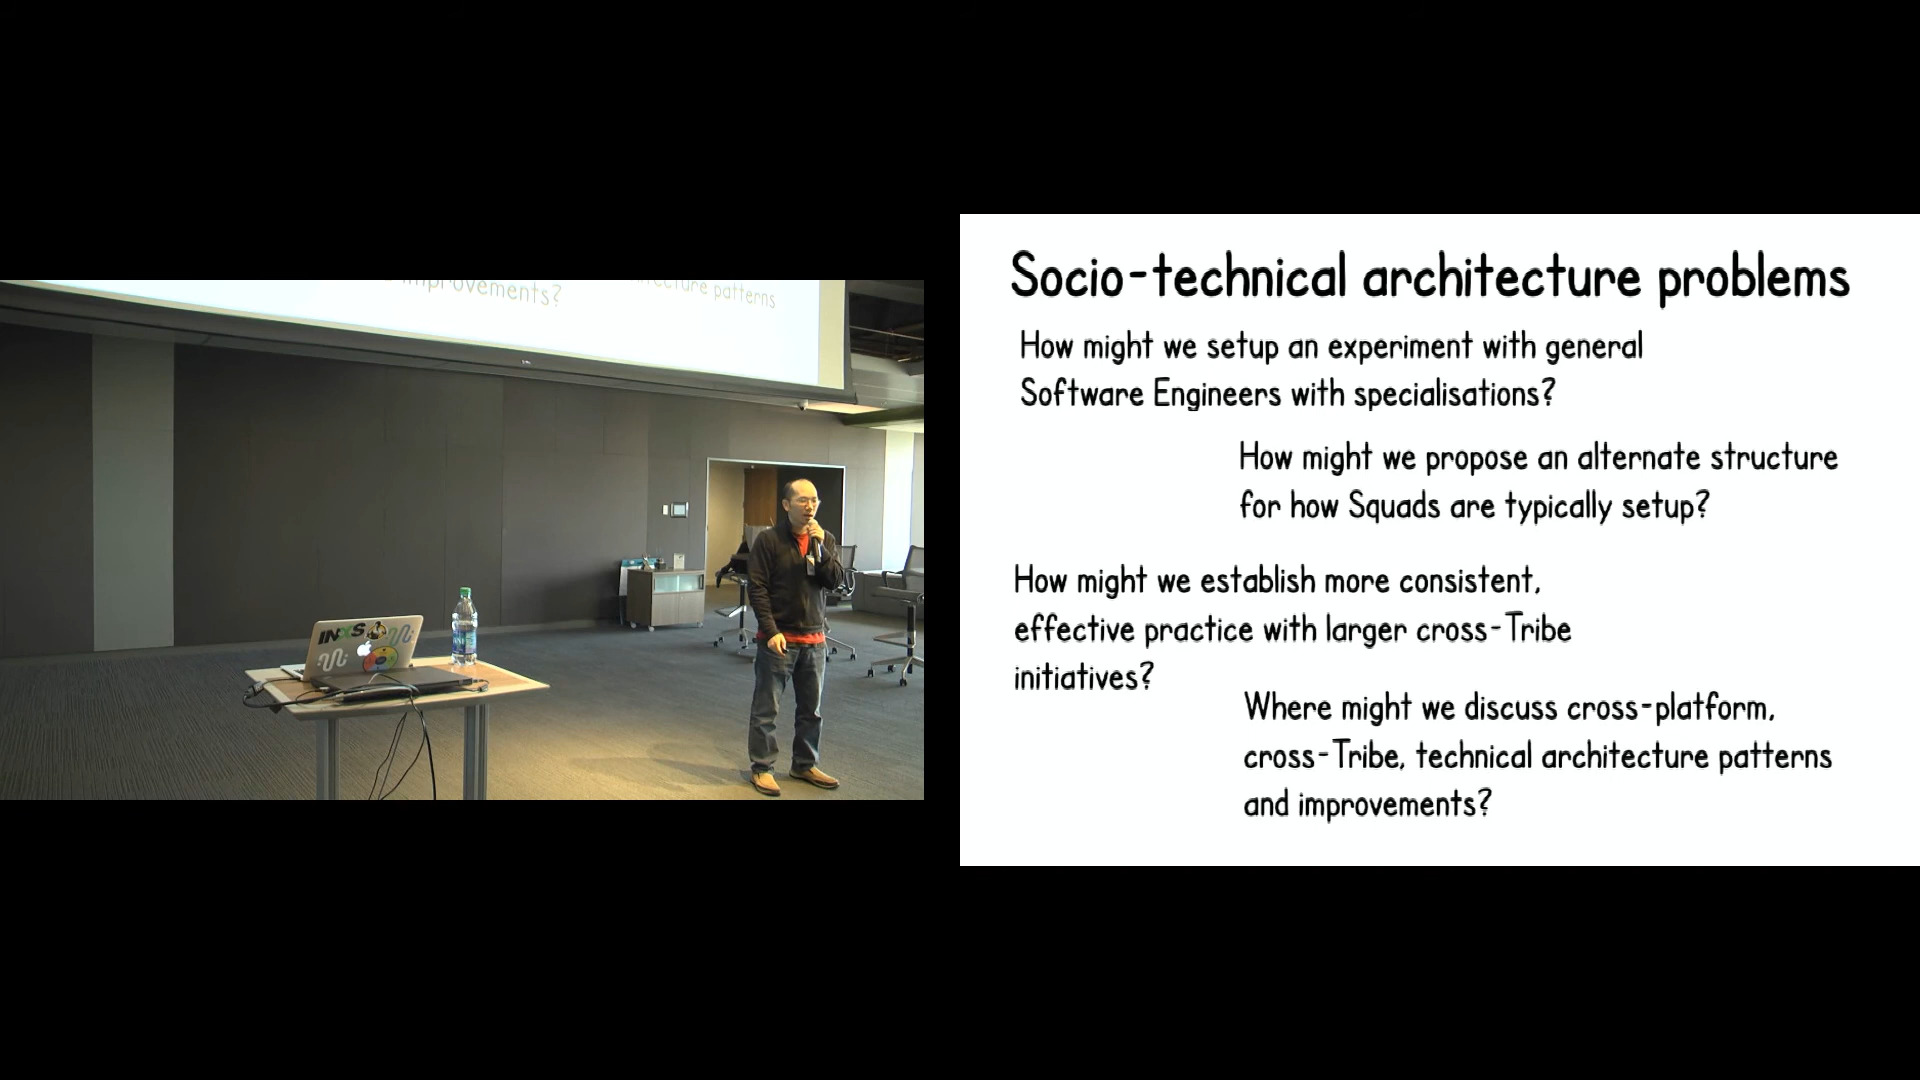 improvements?
patterns
INXS
Socio-technical architecture problems
How might we setup an experiment with general
Software Engineers with specialisations?
How might we propose an alternate structure
for how Squads are typically setup?
How might we establish more consistent,
effective practice with larger cross-Tribe
initiatives?
Where might we discuss cross-platform,
cross-Tribe, technical architecture patterns
and improvements?